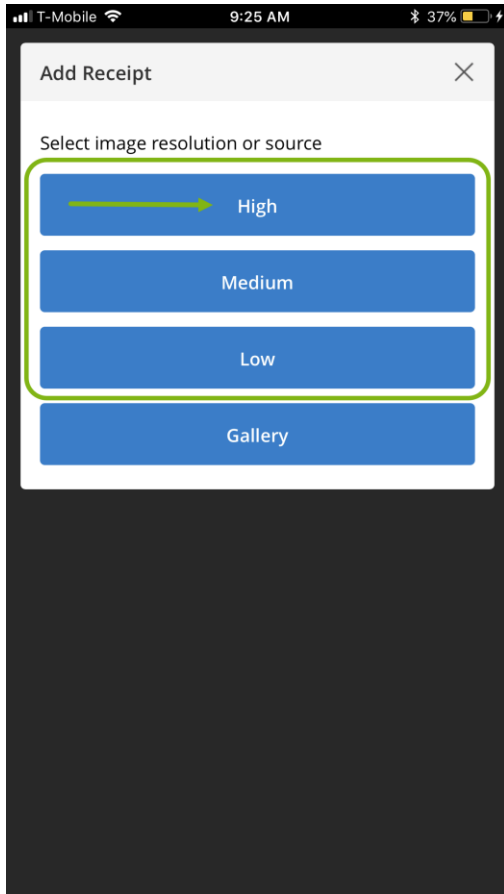 T-Mobile 9:25 AM 37%
Add Receipt
Select image resolution or source
High
Medium
Low
Gallery